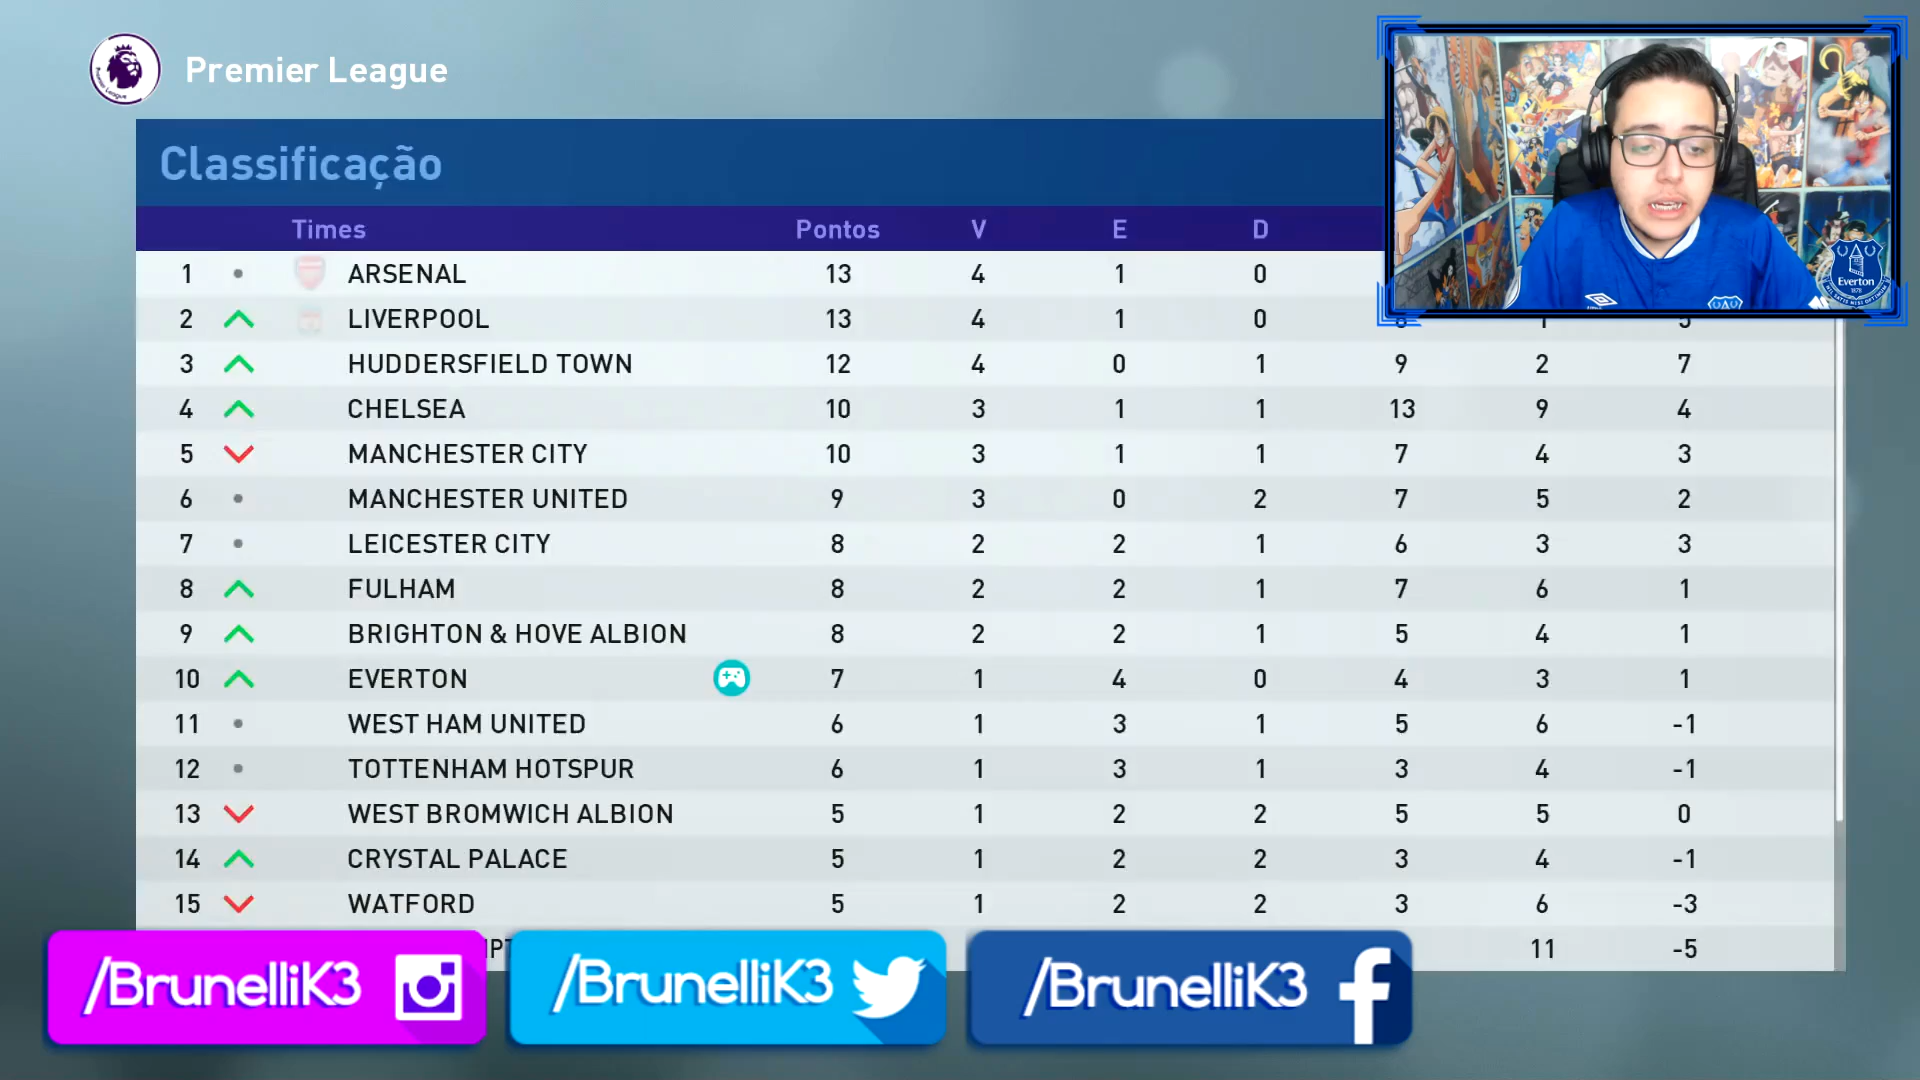 Premier League
Classificação
Times Pontos V E D
1 ARSENAL 13 4 1 0
2 LIVERPOOL 13 4 1 0
3 HUDDERSFIELD TOWN 12 4 0 1 9 2 7
4 CHELSEA 10 3 1 1 13 9 4
5 MANCHESTER CITY 10 3 1 1 7 4 3
6 MANCHESTER UNITED 9 3 0 2 7 5 2
7 LEICESTER CITY 8 2 2 1 6 3 3
8 FULHAM 8 2 2 1 7 6 1
9 BRIGHTON & HOVE ALBION 8 2 2 1 5 4 1
10 EVERTON 7 1 4 0 4 3 1
11 WEST HAM UNITED 6 1 3 1 5 6 -1
12 TOTTENHAM HOTSPUR 6 1 3 1 3 4 -1
13 WEST BROMWICH ALBION 5 1 2 2 5 5 0
14 CRYSTAL PALACE 5 1 2 2 3 4 -1
15 WATFORD 5 1 2 2 3 6 -3
11 -5
/BrunelliK3
/BrunelliK3
/BrunelliK3
Everton
1878